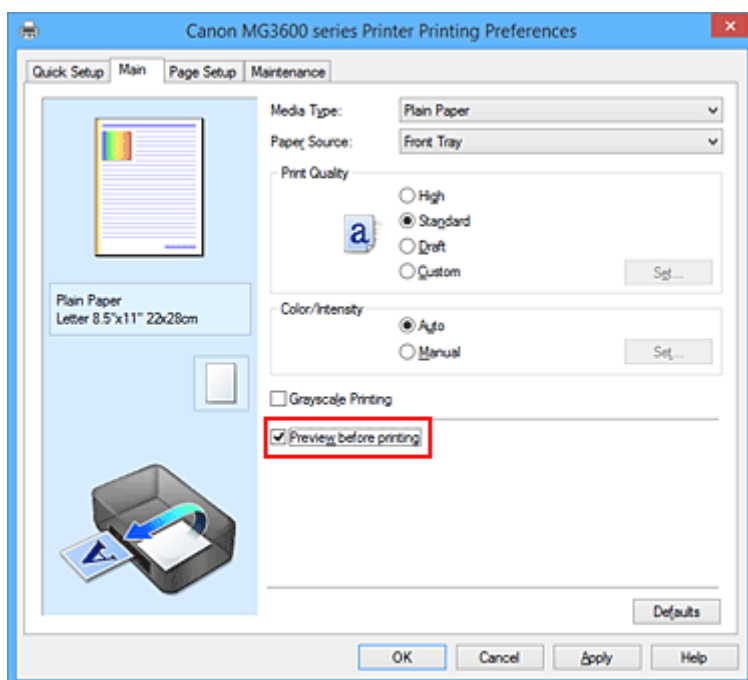 Canon MG3600 series Printer Printing Preferences
Quick Setup Main Page Setup Maintenance
Media Type: Plain Paper
Paper Source: Front Tray
Print Quality
High
a
Standard
Draft
Custom Set...
Plain Paper
Letter 8.5"x11" 22x28cm
Color/Intensity
Auto
Manual Set...
Grayscale Printing
Preview before printing
A
Defaults
OK Cancel Apply Help